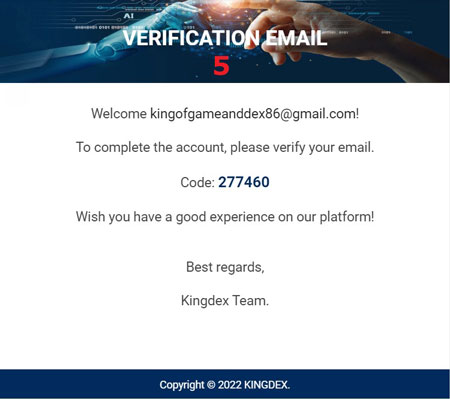 AI
VERIFICATION EMAIL
5
Welcome kingofgameanddex86@gmail.com!
To complete the account, please verify your email.
Code: 277460
Wish you have a good experience on our platform!
Best regards,
Kingdex Team.
Copyright © 2022 KINGDEX.